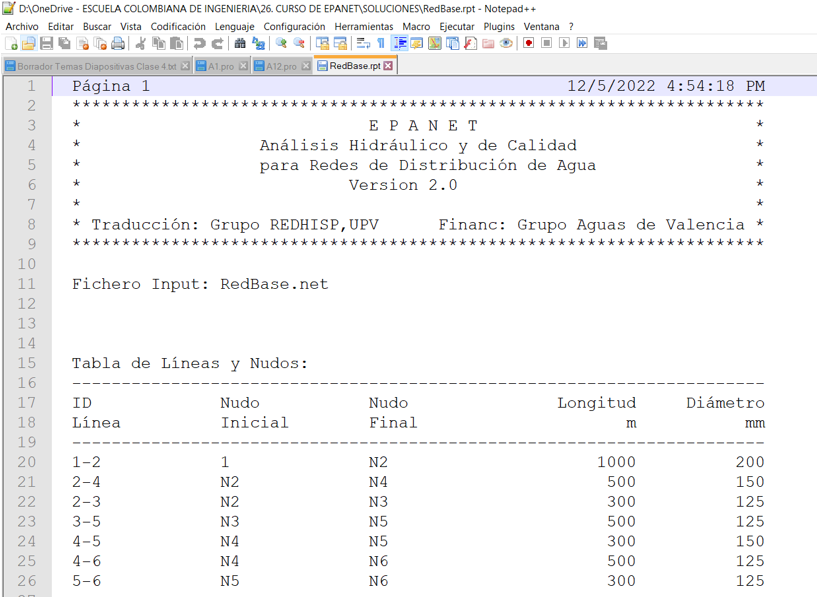 D:\OneDrive - ESCUELA COLOMBIANA DE INGENIERIA\26. CURSO DE EPANET\SOLUCIONES\RedBase.rpt - Notepad++
Archivo Editar Buscar Vista Codificación Lenguaje Configuración Herramientas Macro Ejecutar Plugins Ventana ?
Borrador Temas Diapositivas Clase 4.txt A1.pro A12.pro RedBase.rpt
1 Página 1 12/5/2022 4:54:18 PM
2 **********************************************************************
3 * E P A N E T *
4 * Análisis Hidráulico y de Calidad *
5 * para Redes de Distribución de Agua *
6 * Version 2.0 *
7 * *
8 * Traducción: Grupo REDHISP,UPV Financ: Grupo Aguas de Valencia *
9 **********************************************************************
10
11 Fichero Input: RedBase.net
12
13
14
15 Tabla de Líneas y Nudos:
16 ----------------------------------------------------------------------
17 ID Nudo Nudo Longitud Diámetro
18 Línea Inicial Final m mm
19 ----------------------------------------------------------------------
20 1-2 1 N2 1000 200
21 2-4 N2 N4 500 150
22 2-3 N2 N3 300 125
23 3-5 N3 N5 500 125
24 4-5 N4 N5 300 150
25 4-6 N4 N6 500 125
26 5-6 N5 N6 300 125
27